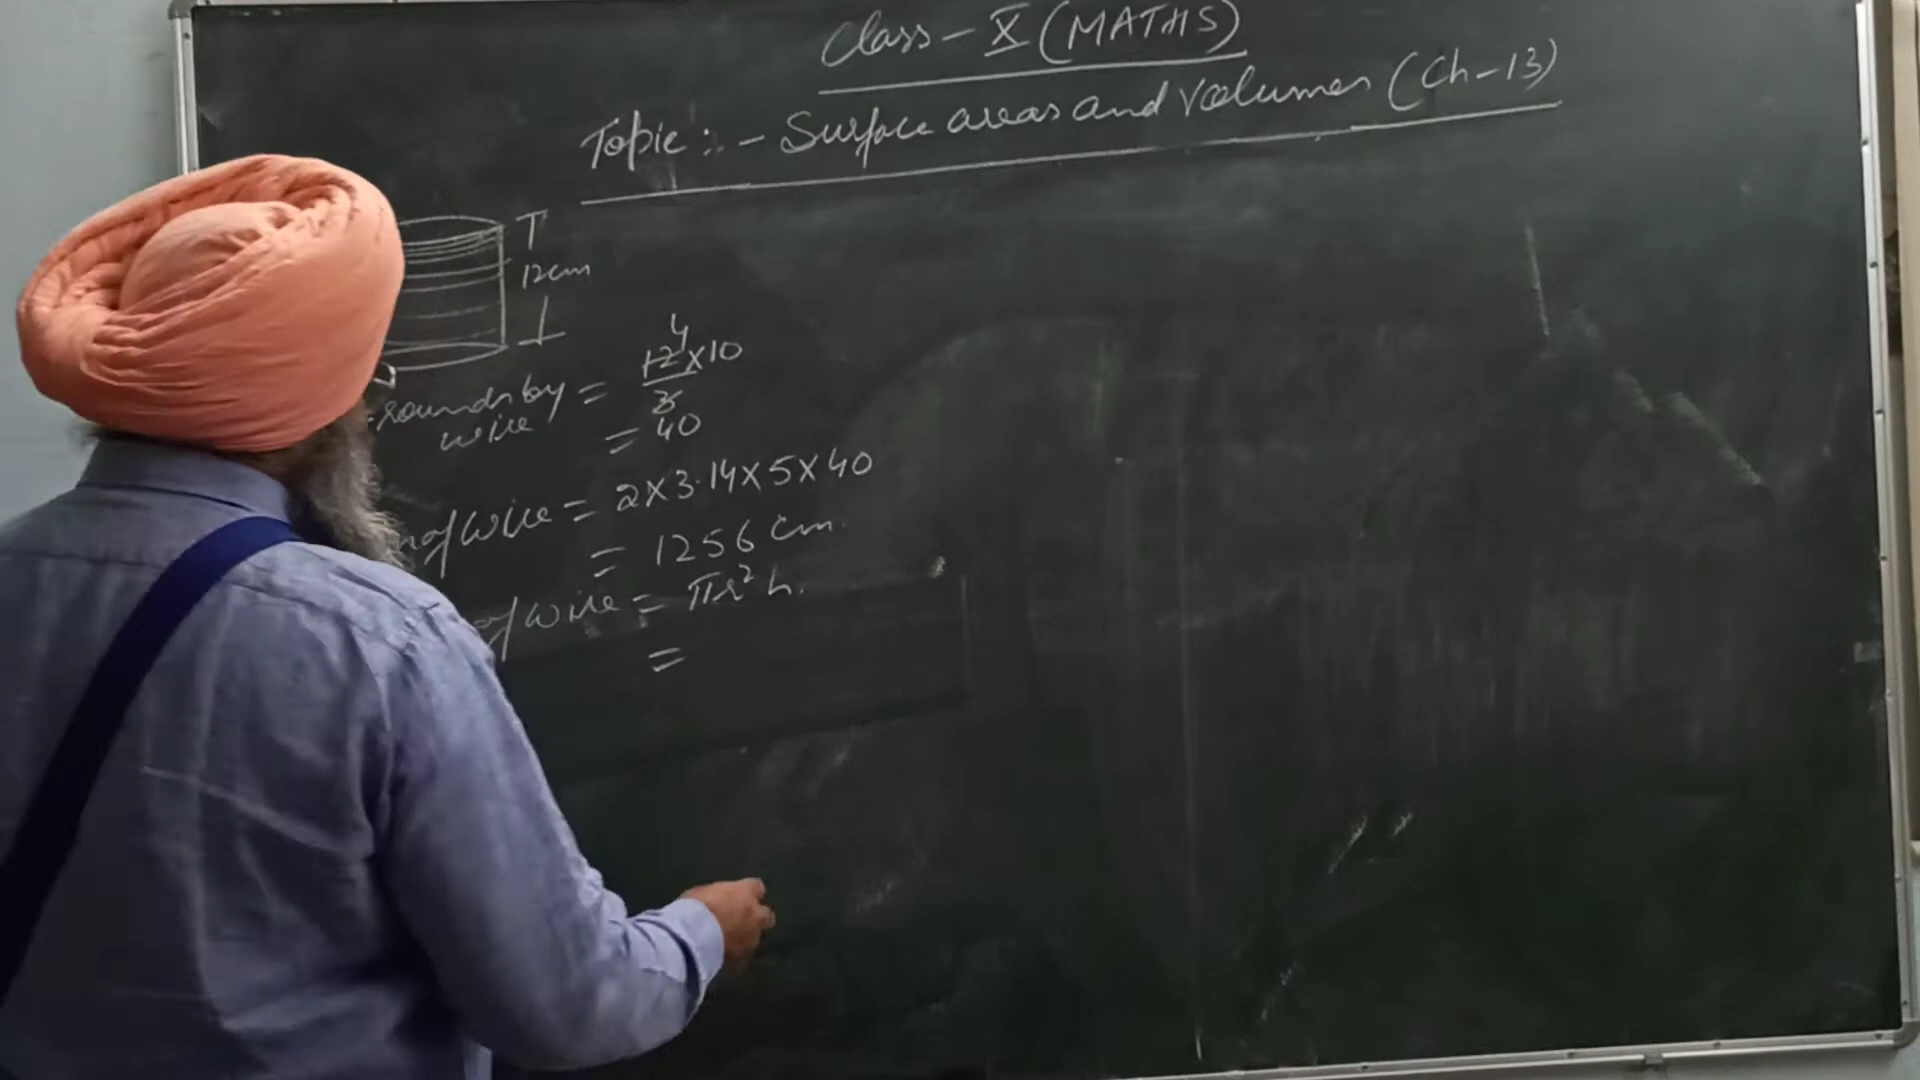 Class - X (MATHS)
Topic :- Surface areas and Volumes (Ch-13)
12cm
rounds by wire = 12 4 x10 / 3
= 40
of wire = 2x3.14x5x40
= 1256 cm.
of wire = πr²h.
=